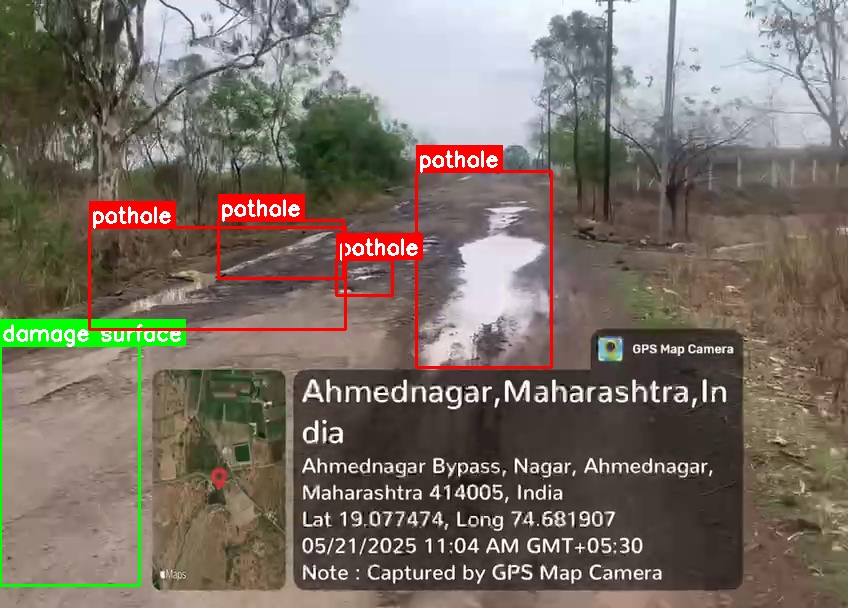 pothole
pothole
pothole
pothole
damage surface
GPS Map Camera
Ahmednagar,Maharashtra,In
dia
Ahmednagar Bypass, Nagar, Ahmednagar,
Maharashtra 414005, India
Lat 19.077474, Long 74.681907
05/21/2025 11:04 AM GMT+05:30
Note : Captured by GPS Map Camera
Maps